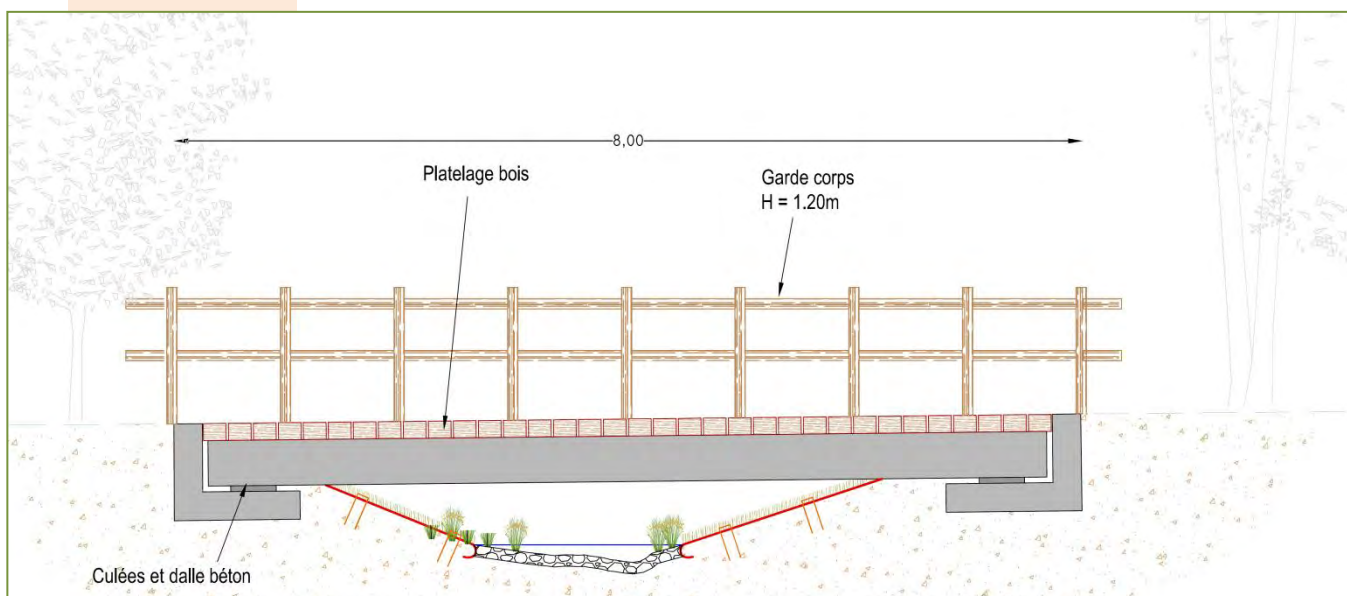 8,00
Platelage bois
Garde corps
H = 1.20m
Culées et dalle béton